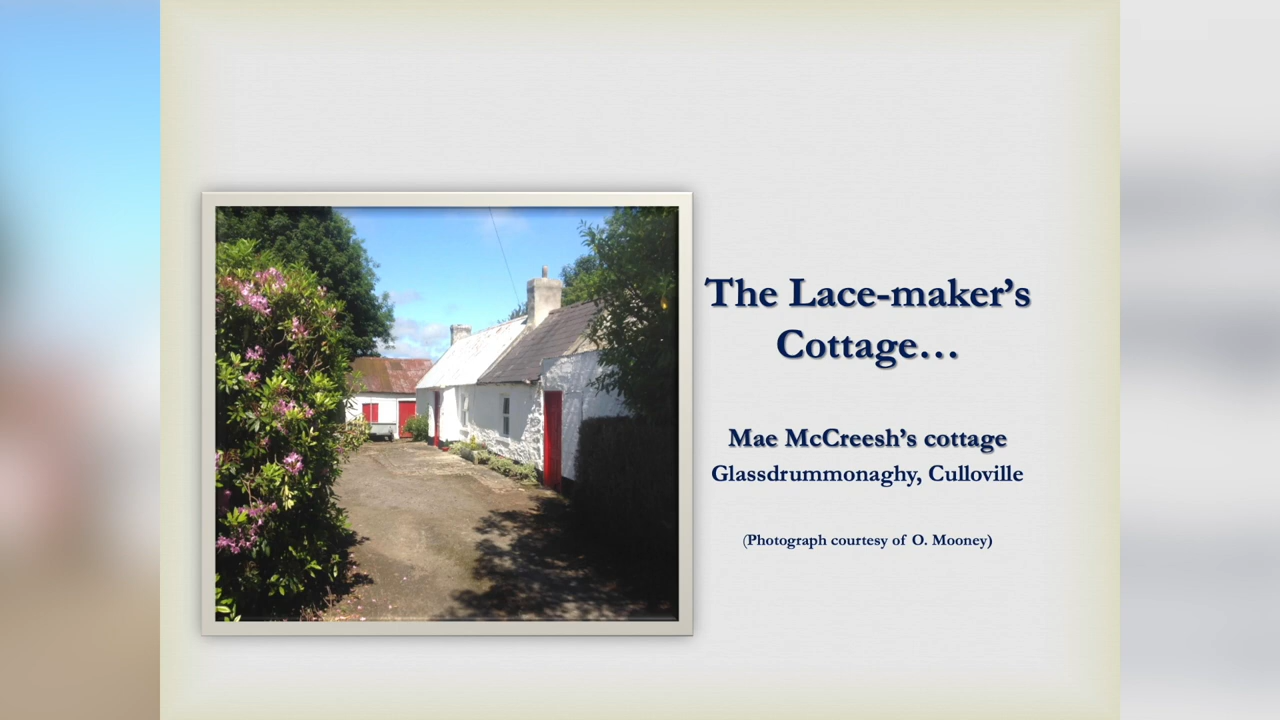 The Lace-maker’s
Cottage…
Mae McCreesh’s cottage
Glassdrummonaghy, Culloville
(Photograph courtesy of O. Mooney)